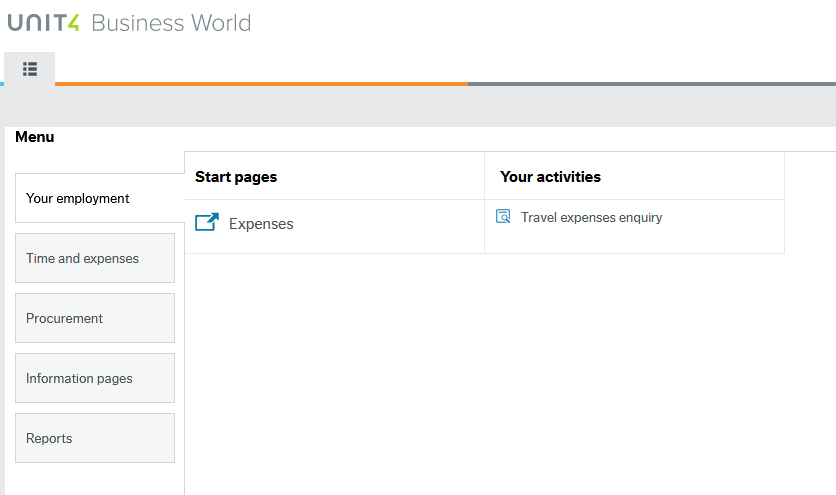 UNIT4 Business World
Menu
Your employment
Time and expenses
Procurement
Information pages
Reports
Start pages
Expenses
Your activities
Travel expenses enquiry